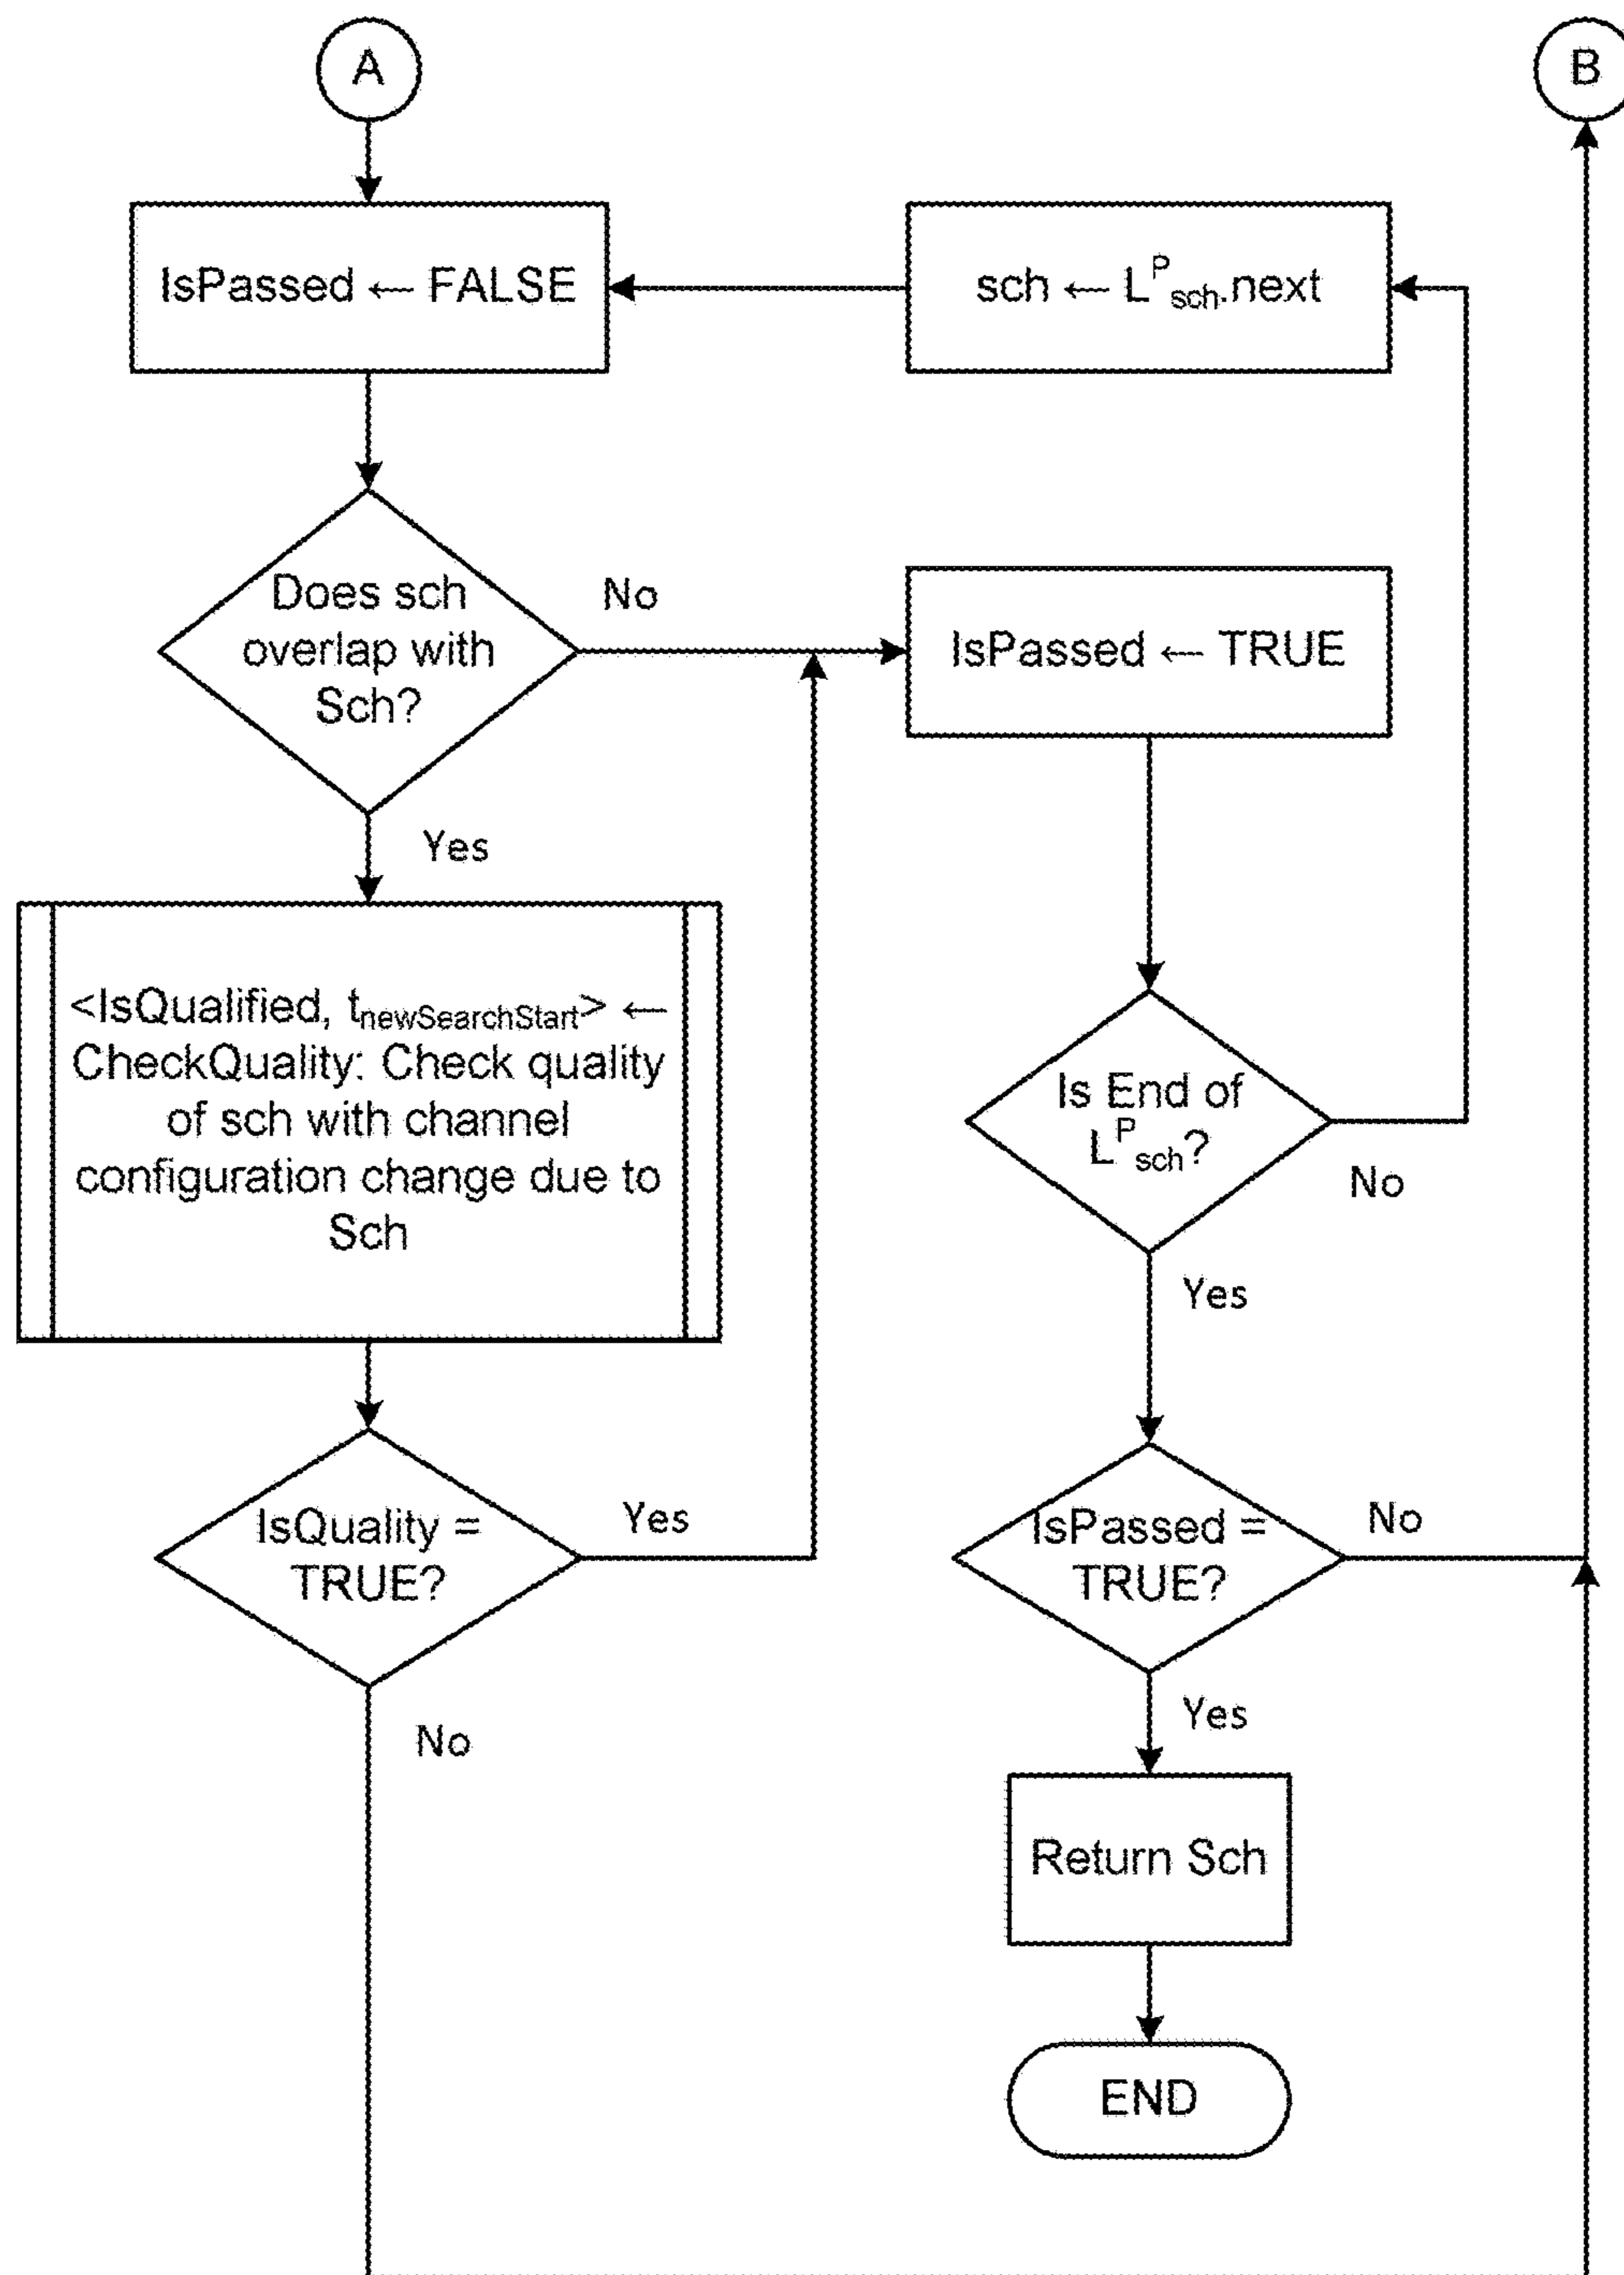 A
B
IsPassed ← FALSE
sch ← L^P_sch.next
Does sch
overlap with
Sch?
No
IsPassed ← TRUE
Yes
<IsQualified, t_newSearchStart> ←
CheckQuality: Check quality
of sch with channel
configuration change due to
Sch
Is End of
L^P_sch?
No
Yes
IsQuality =
TRUE?
Yes
No
IsPassed =
TRUE?
No
Yes
Return Sch
END